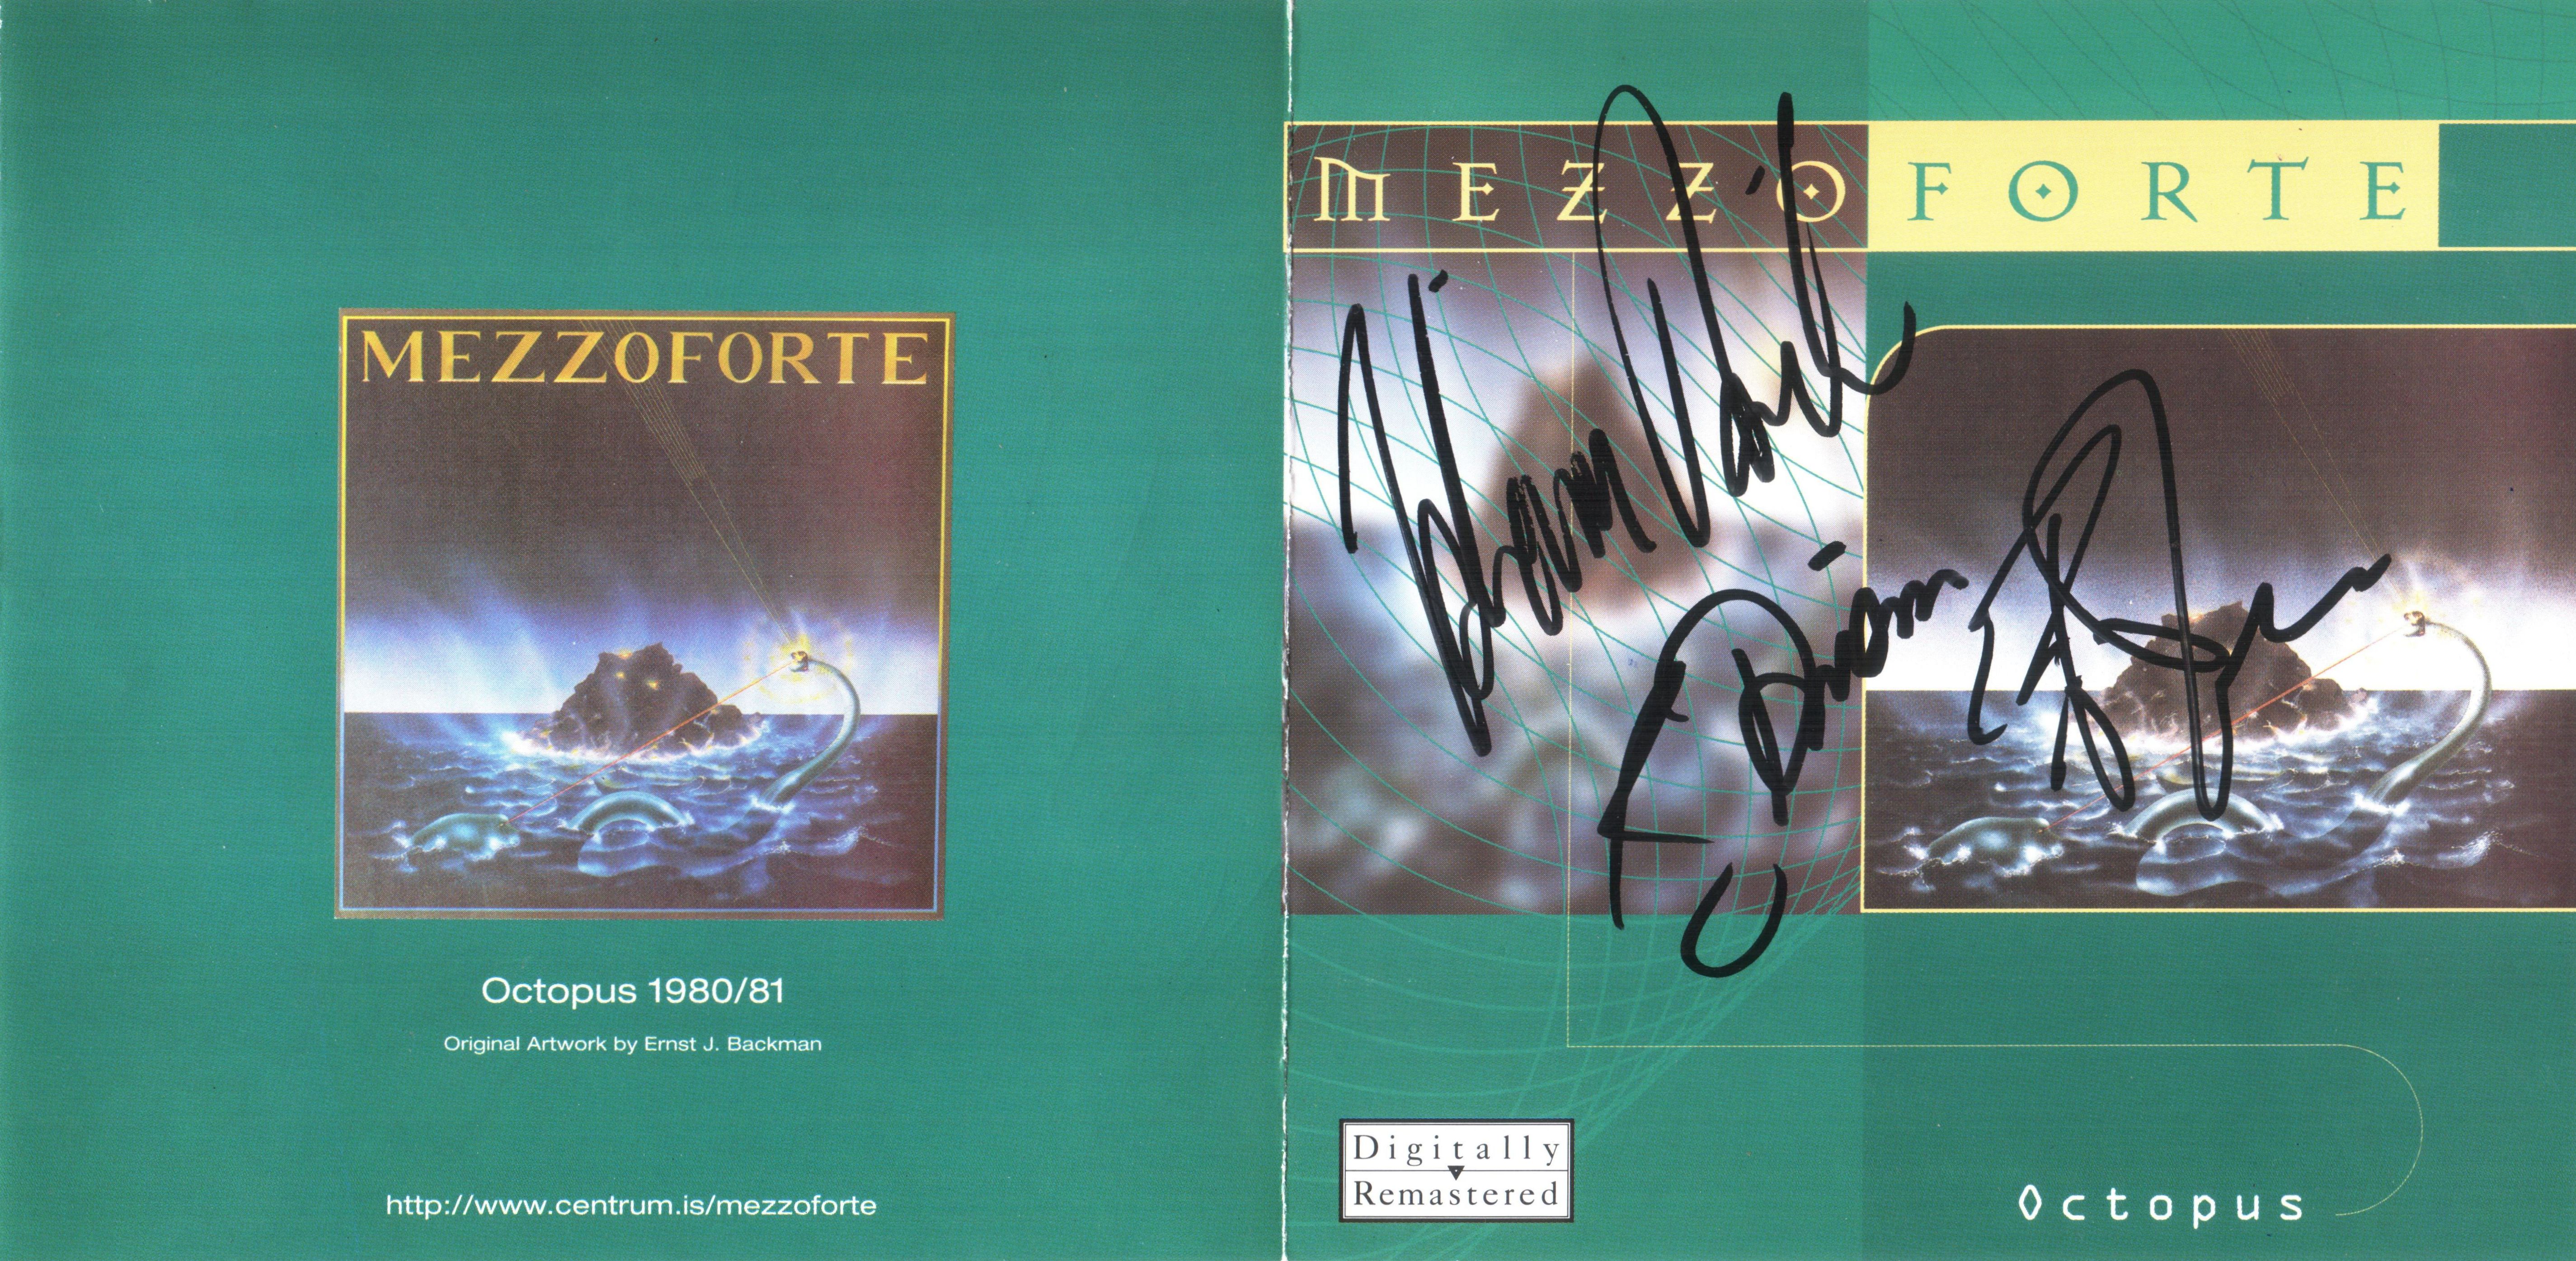 MEZZOFORTE
Octopus 1980/81
Original Artwork by Ernst J. Backman
http://www.centrum.is/mezzoforte
MEZZOFORTE
Digitally
Remastered
Octopus